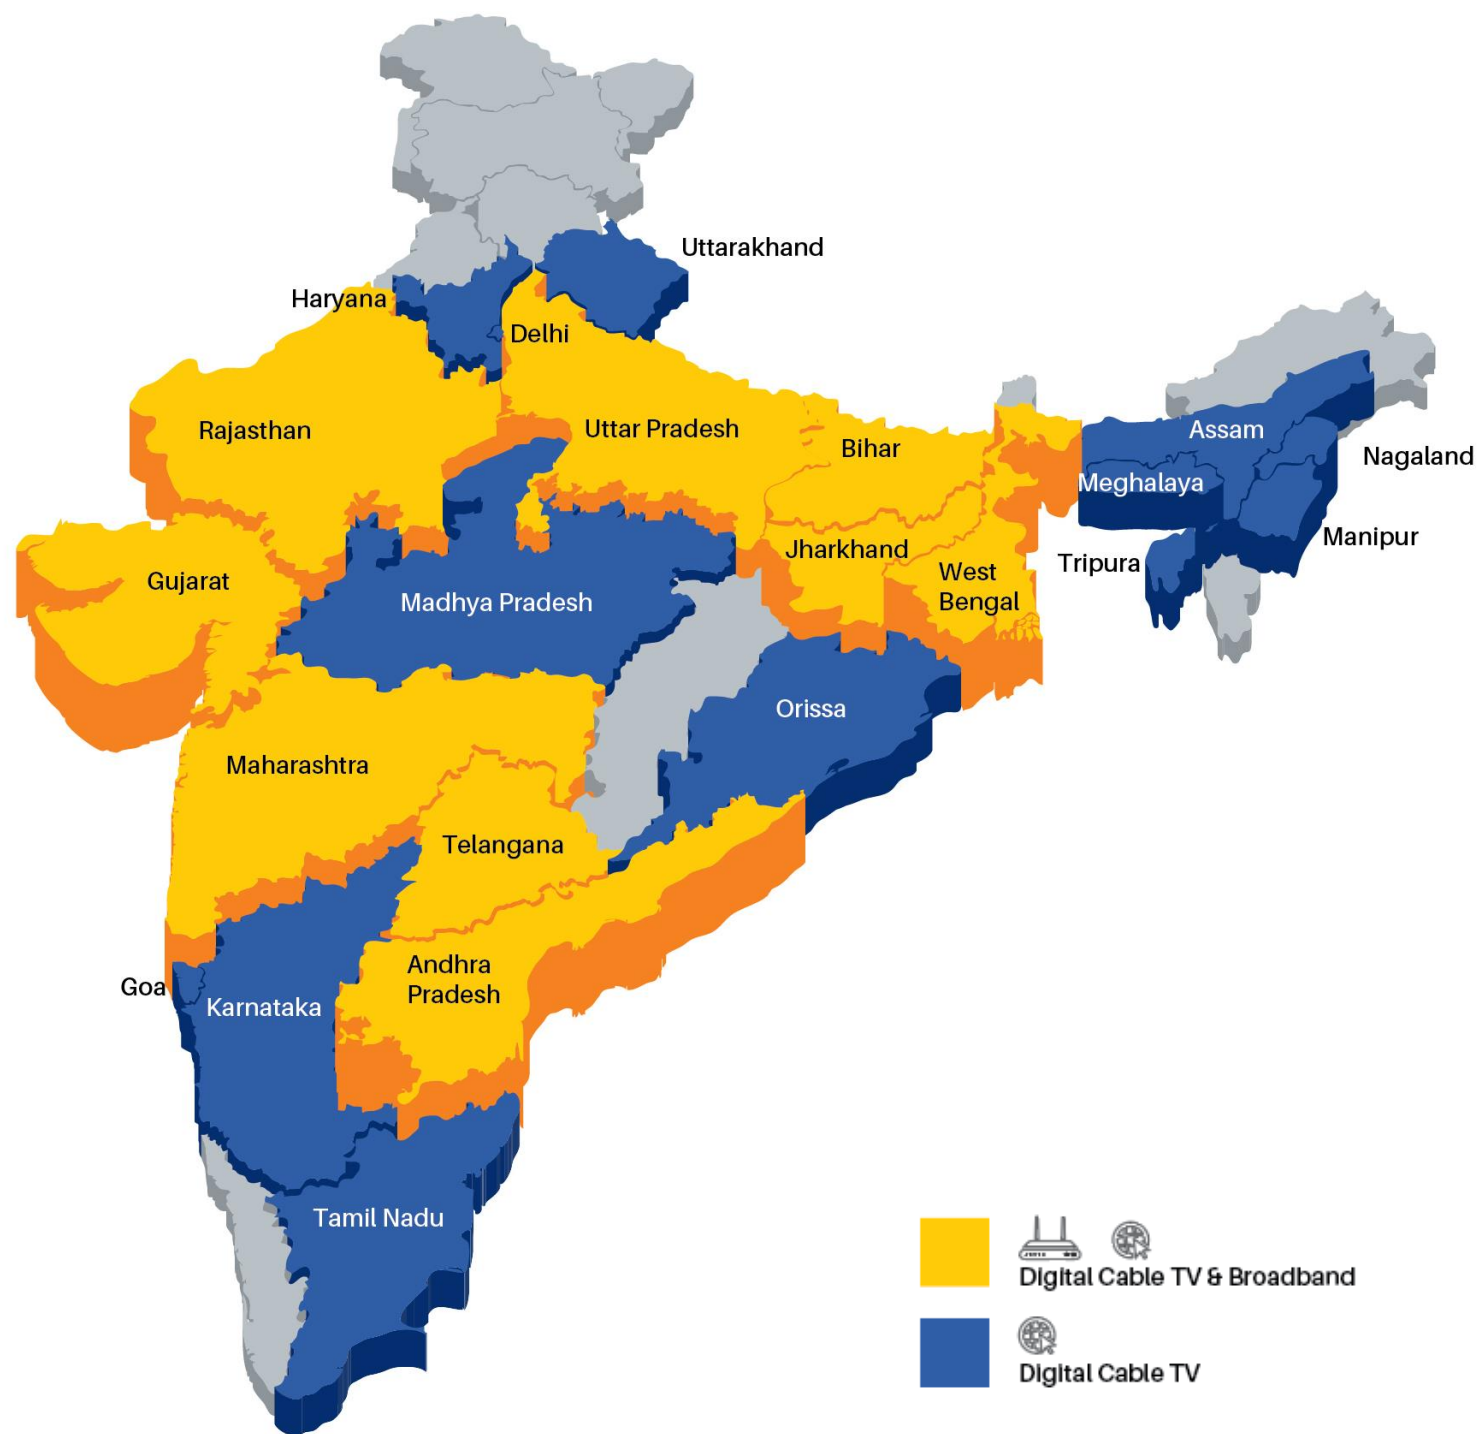 Uttarakhand
Haryana
Delhi
Rajasthan
Uttar Pradesh
Bihar
Assam
Nagaland
Meghalaya
Manipur
Jharkhand
Tripura
West
Bengal
Gujarat
Madhya Pradesh
Orissa
Maharashtra
Telangana
Andhra
Pradesh
Goa
Karnataka
Tamil Nadu
Digital Cable TV & Broadband
Digital Cable TV